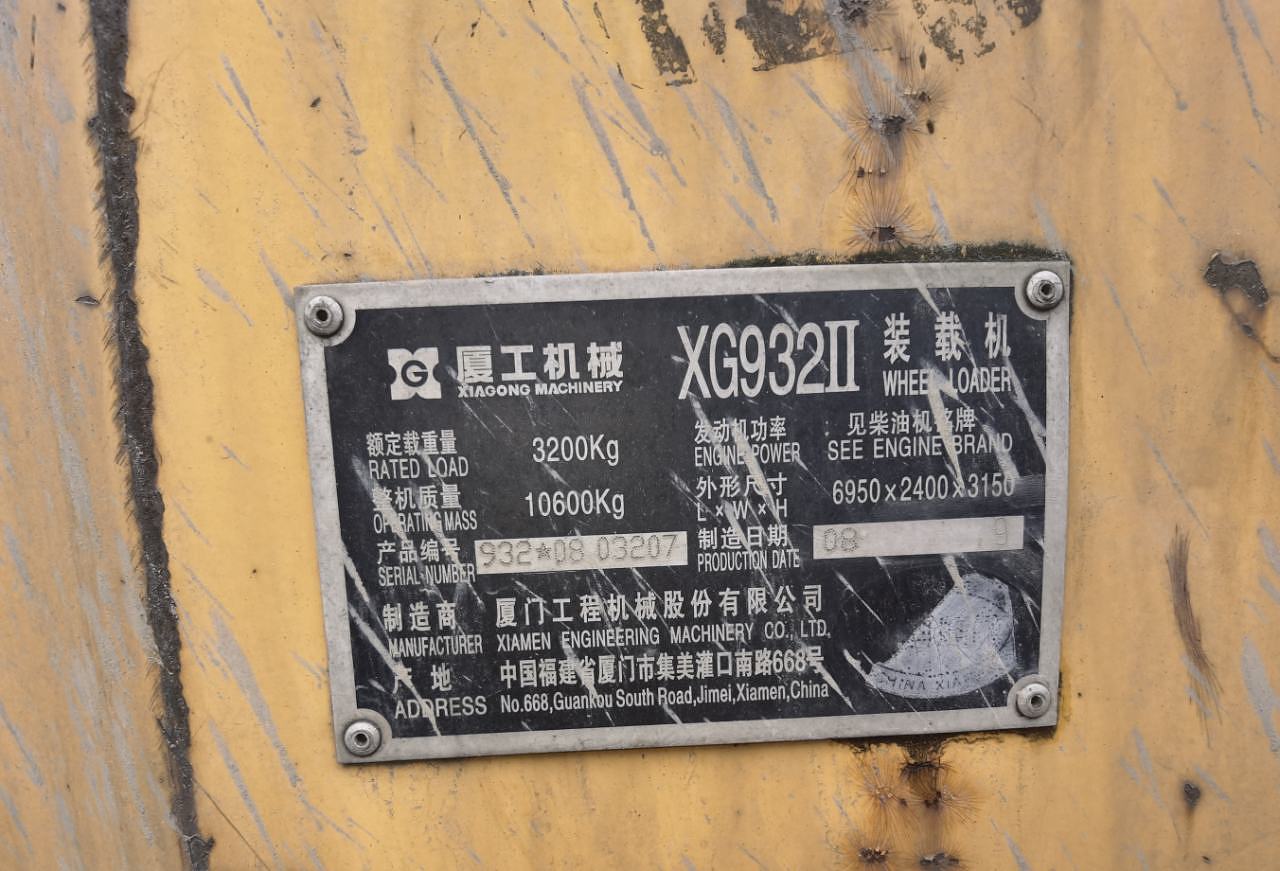 G 厦工机械
XIAGONG MACHINERY
XG932II 装载机
WHEEL LOADER
额定载重量
RATED LOAD
3200Kg
发动机功率
ENGINE POWER
见柴油机铭牌
SEE ENGINE BRAND
整机质量
OPERATING MASS
10600Kg
外形尺寸
L×W×H
6950×2400×3150
产品编号
SERIAL NUMBER
932*08 03207
制造日期
PRODUCTION DATE
08 9
制造商
MANUFACTURER
厦门工程机械股份有限公司
XIAMEN ENGINEERING MACHINERY CO., LTD.
产地
ADDRESS
中国福建省厦门市集美灌口南路668号
No.668,Guankou South Road,Jimei,Xiamen,China